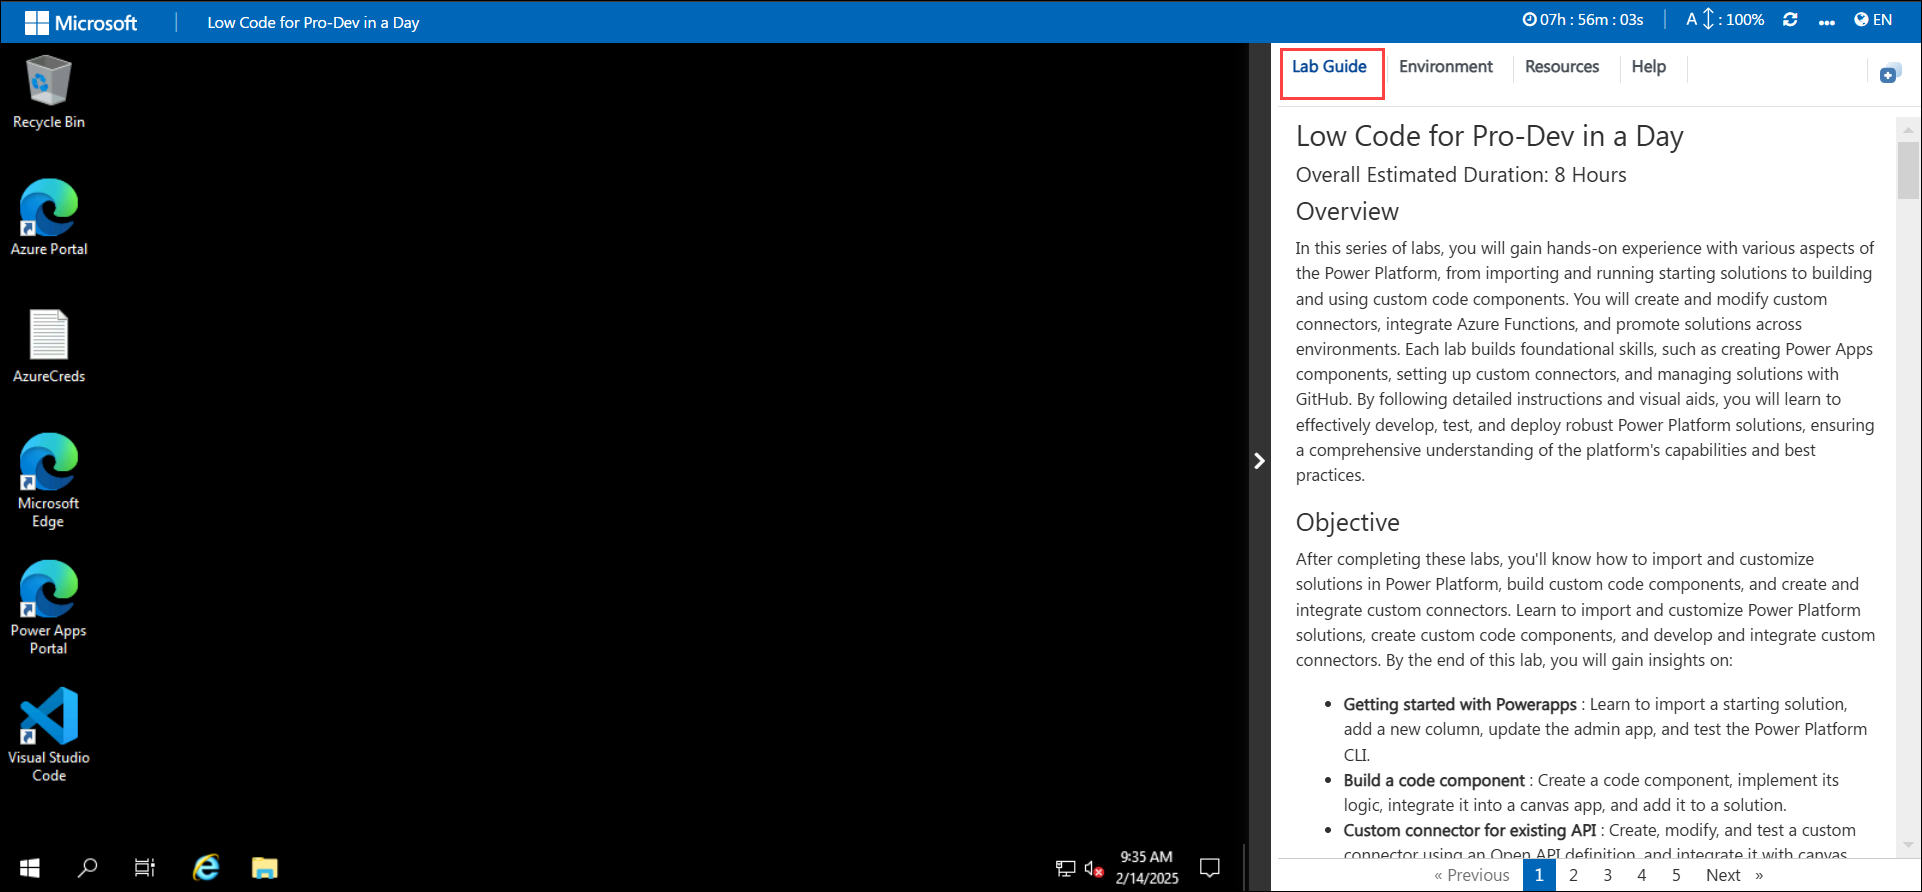 Microsoft
Low Code for Pro-Dev in a Day
07h : 56m : 03s
A : 100%
EN
Recycle Bin
Azure Portal
AzureCreds
Microsoft
Edge
Power Apps
Portal
Visual Studio
Code
9:35 AM
2/14/2025
Lab Guide
Environment
Resources
Help
Low Code for Pro-Dev in a Day
Overall Estimated Duration: 8 Hours
Overview
In this series of labs, you will gain hands-on experience with various aspects of
the Power Platform, from importing and running starting solutions to building
and using custom code components. You will create and modify custom
connectors, integrate Azure Functions, and promote solutions across
environments. Each lab builds foundational skills, such as creating Power Apps
components, setting up custom connectors, and managing solutions with
GitHub. By following detailed instructions and visual aids, you will learn to
effectively develop, test, and deploy robust Power Platform solutions, ensuring
a comprehensive understanding of the platform's capabilities and best
practices.
Objective
After completing these labs, you'll know how to import and customize
solutions in Power Platform, build custom code components, and create and
integrate custom connectors. Learn to import and customize Power Platform
solutions, create custom code components, and develop and integrate custom
connectors. By the end of this lab, you will gain insights on:
• Getting started with Powerapps : Learn to import a starting solution,
add a new column, update the admin app, and test the Power Platform
CLI.
• Build a code component : Create a code component, implement its
logic, integrate it into a canvas app, and add it to a solution.
• Custom connector for existing API : Create, modify, and test a custom
connector using an Open API definition, and integrate it with canvas
« Previous 1 2 3 4 5 Next »